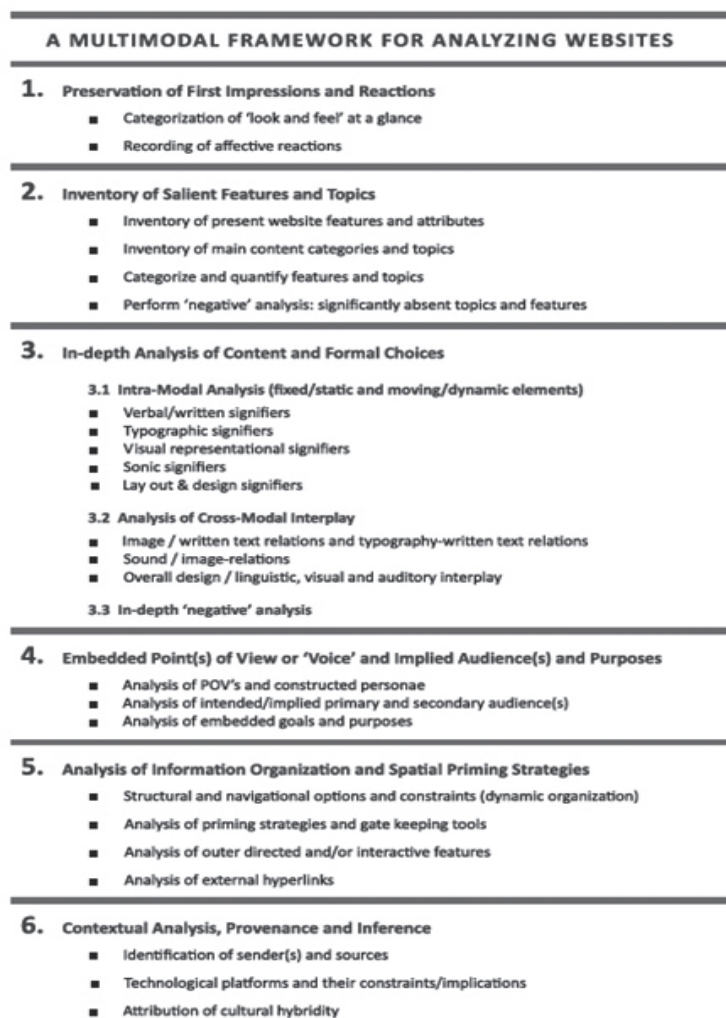 A MULTIMODAL FRAMEWORK FOR ANALYZING WEBSITES
1. Preservation of First Impressions and Reactions
▪ Categorization of 'look and feel' at a glance
▪ Recording of affective reactions
2. Inventory of Salient Features and Topics
▪ Inventory of present website features and attributes
▪ Inventory of main content categories and topics
▪ Categorize and quantify features and topics
▪ Perform 'negative' analysis: significantly absent topics and features
3. In-depth Analysis of Content and Formal Choices
3.1 Intra-Modal Analysis (fixed/static and moving/dynamic elements)
▪ Verbal/written signifiers
▪ Typographic signifiers
▪ Visual representational signifiers
▪ Sonic signifiers
▪ Lay out & design signifiers
3.2 Analysis of Cross-Modal Interplay
▪ Image / written text relations and typography-written text relations
▪ Sound / image-relations
▪ Overall design / linguistic, visual and auditory interplay
3.3 In-depth 'negative' analysis
4. Embedded Point(s) of View or 'Voice' and Implied Audience(s) and Purposes
▪ Analysis of POV's and constructed personae
▪ Analysis of intended/implied primary and secondary audience(s)
▪ Analysis of embedded goals and purposes
5. Analysis of Information Organization and Spatial Priming Strategies
▪ Structural and navigational options and constraints (dynamic organization)
▪ Analysis of priming strategies and gate keeping tools
▪ Analysis of outer directed and/or interactive features
▪ Analysis of external hyperlinks
6. Contextual Analysis, Provenance and Inference
▪ Identification of sender(s) and sources
▪ Technological platforms and their constraints/implications
▪ Attribution of cultural hybridity